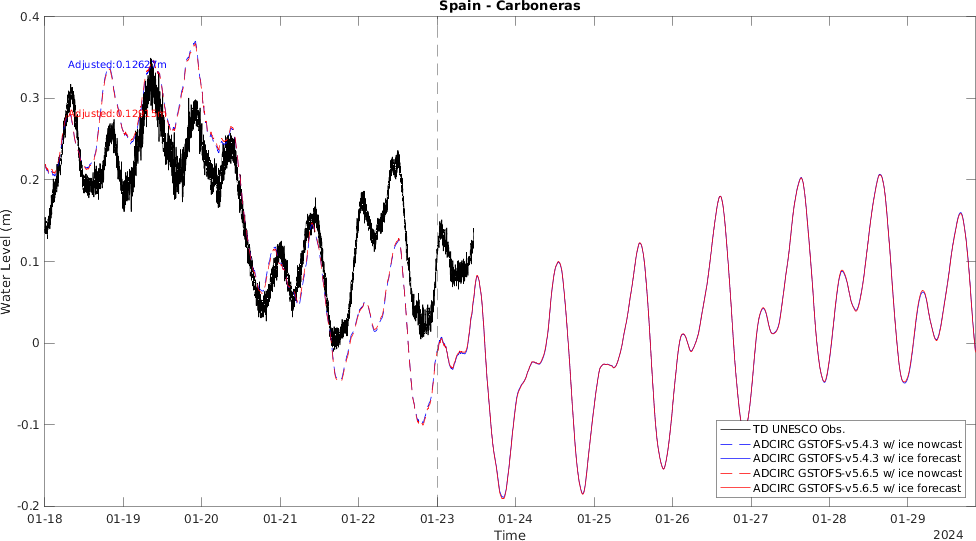 Spain - Carboneras
0.4
0.3
0.2
0.1
0
-0.1
-0.2
Water Level (m)
TD UNESCO Obs.
ADCIRC GSTOFS-v5.4.3 w/ ice nowcast
ADCIRC GSTOFS-v5.4.3 w/ ice forecast
ADCIRC GSTOFS-v5.6.5 w/ ice nowcast
ADCIRC GSTOFS-v5.6.5 w/ ice forecast
01-18 01-19 01-20 01-21 01-22 01-23 01-24 01-25 01-26 01-27 01-28 01-29
Time
2024